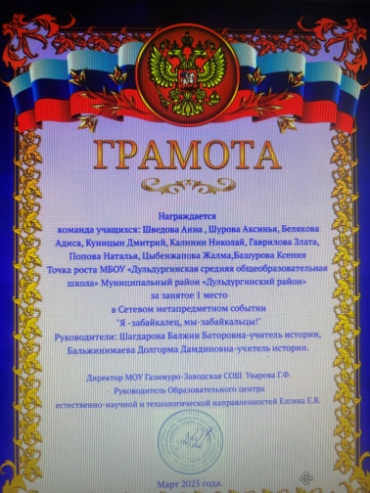 ГРАМОТА
Награждается
команда учащихся: Шведова Анна , Шурова Аксинья, Белякова
Адиса, Куницын Дмитрий, Калинин Николай, Гаврилова Злата,
Попова Наталья, Цыбенжапова Жалма,Башурова Ксения
Точка роста МБОУ «Дульдургинская средняя общеобразовательная
школа» Муниципальный район «Дульдургинский район»
за занятое 1 место
в Сетевом метапредметном событии
"Я -забайкалец, мы-забайкальцы!"
Руководители: Шагдарова Балжин Баторовна-учитель истории,
Бальжинимаева Долгорма Дамдиновна-учитель истории.
Директор МОУ Газимуро-Заводская СОШ Уварова Г.Ф.
Руководитель Образовательного центра
естественно-научной и технологической направленностей Елгина Е.В.
Март 2025 года.